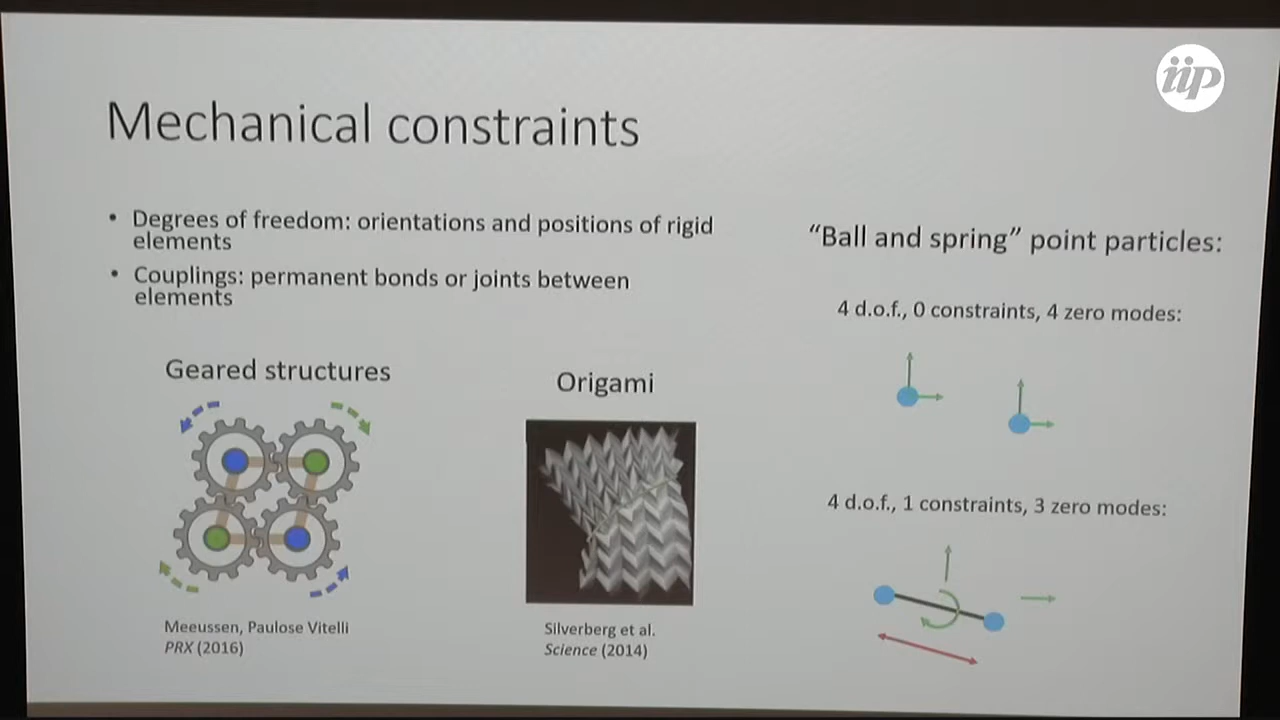 iip
Mechanical constraints
• Degrees of freedom: orientations and positions of rigid
elements
• Couplings: permanent bonds or joints between
elements
Geared structures
Meeussen, Paulose Vitelli
PRX (2016)
Origami
Silverberg et al.
Science (2014)
“Ball and spring” point particles:
4 d.o.f., 0 constraints, 4 zero modes:
4 d.o.f., 1 constraints, 3 zero modes: